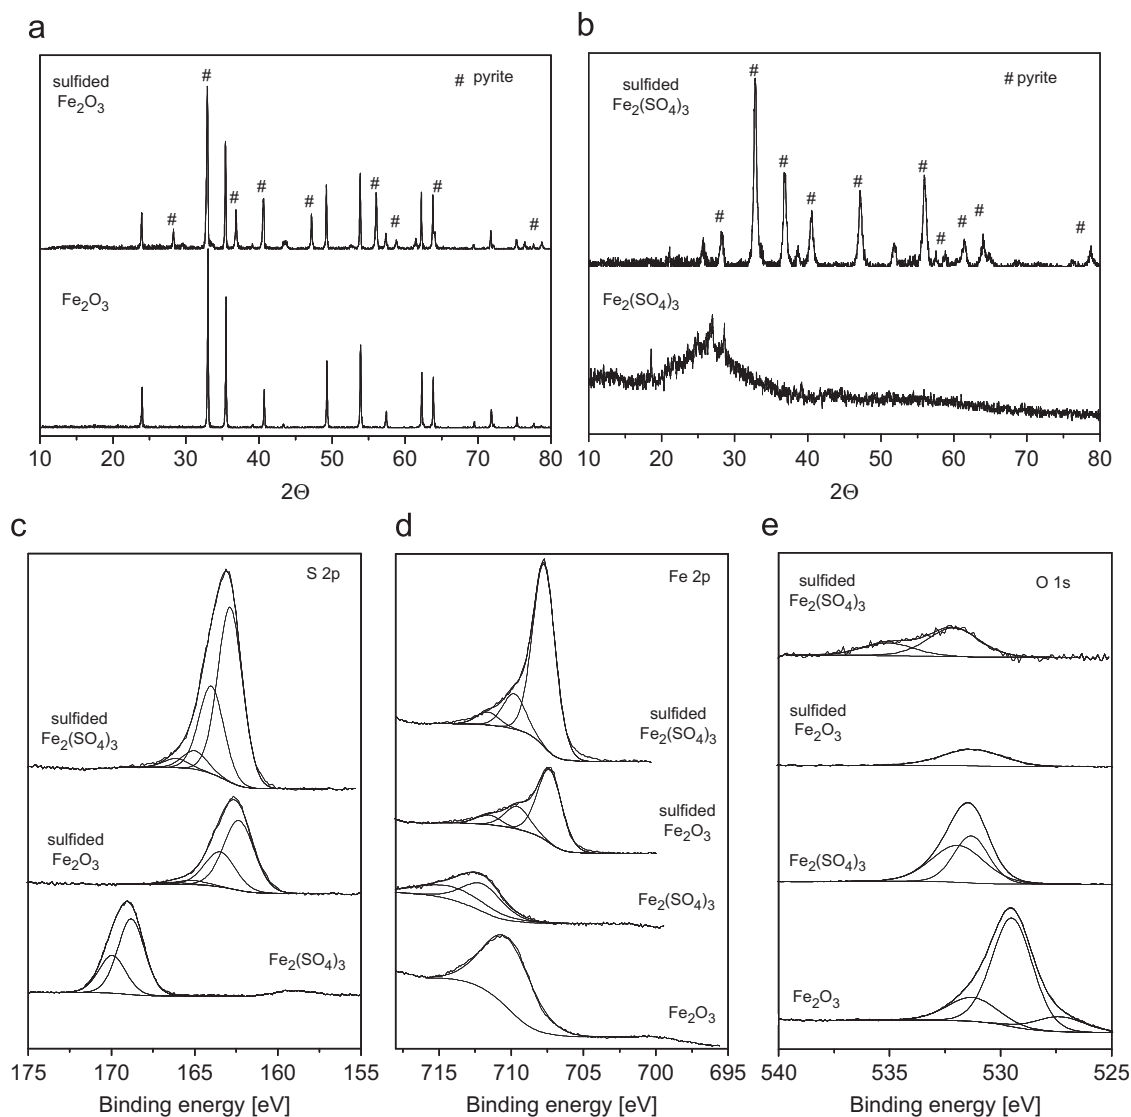 a
sulfided
Fe2O3
# pyrite
#
#
#
#
#
#
#
#
#
Fe2O3
10 20 30 40 50 60 70 80
2Θ
b
sulfided
Fe2(SO4)3
# pyrite
#
#
#
#
#
#
#
#
#
#
Fe2(SO4)3
10 20 30 40 50 60 70 80
2Θ
c
S 2p
sulfided
Fe2(SO4)3
sulfided
Fe2O3
Fe2(SO4)3
175 170 165 160 155
Binding energy [eV]
d
Fe 2p
sulfided
Fe2(SO4)3
sulfided
Fe2O3
Fe2(SO4)3
Fe2O3
715 710 705 700 695
Binding energy [eV]
e
O 1s
sulfided
Fe2(SO4)3
sulfided
Fe2O3
Fe2(SO4)3
Fe2O3
540 535 530 525
Binding energy [eV]